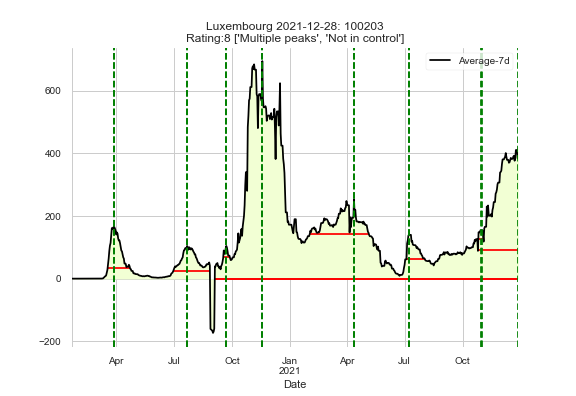 Luxembourg 2021-12-28: 100203
Rating:8 ['Multiple peaks', 'Not in control']
Average-7d
600
400
200
0
−200
Apr
Jul
Oct
Jan
2021
Apr
Jul
Oct
Date